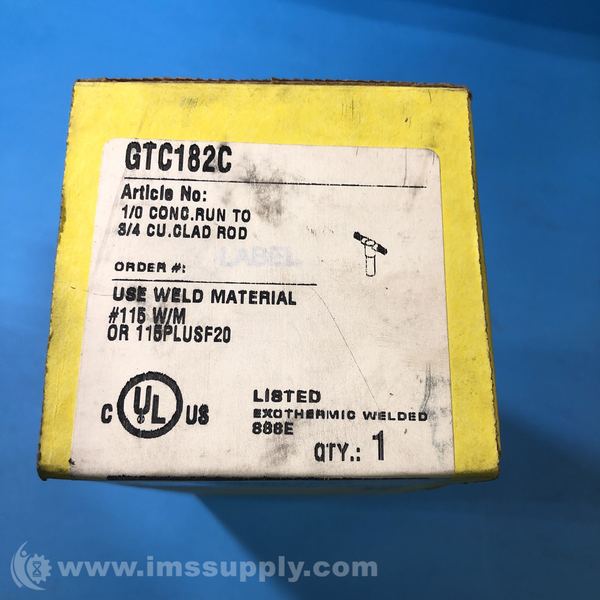 GTC182C
Article No:
1/0 CONC.RUN TO
3/4 CU.CLAD ROD
LABEL
ORDER #:
USE WELD MATERIAL
#115 W/M
OR 115PLUSF20
C UL US
LISTED
EXOTHERMIC WELDED
888E
QTY.: 1
www.imssupply.com